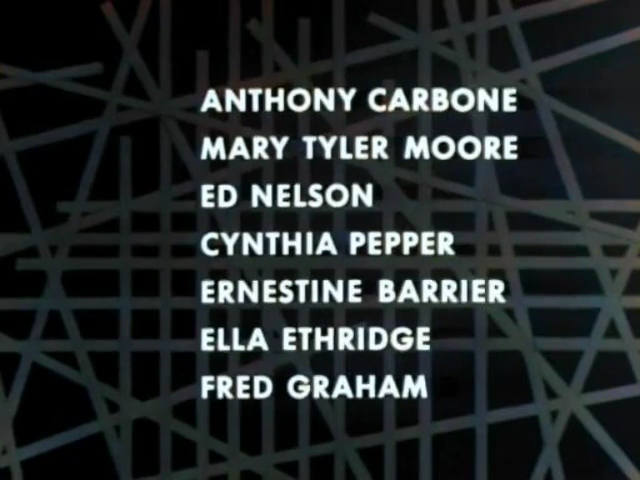 ANTHONY CARBONE
MARY TYLER MOORE
ED NELSON
CYNTHIA PEPPER
ERNESTINE BARRIER
ELLA ETHRIDGE
FRED GRAHAM